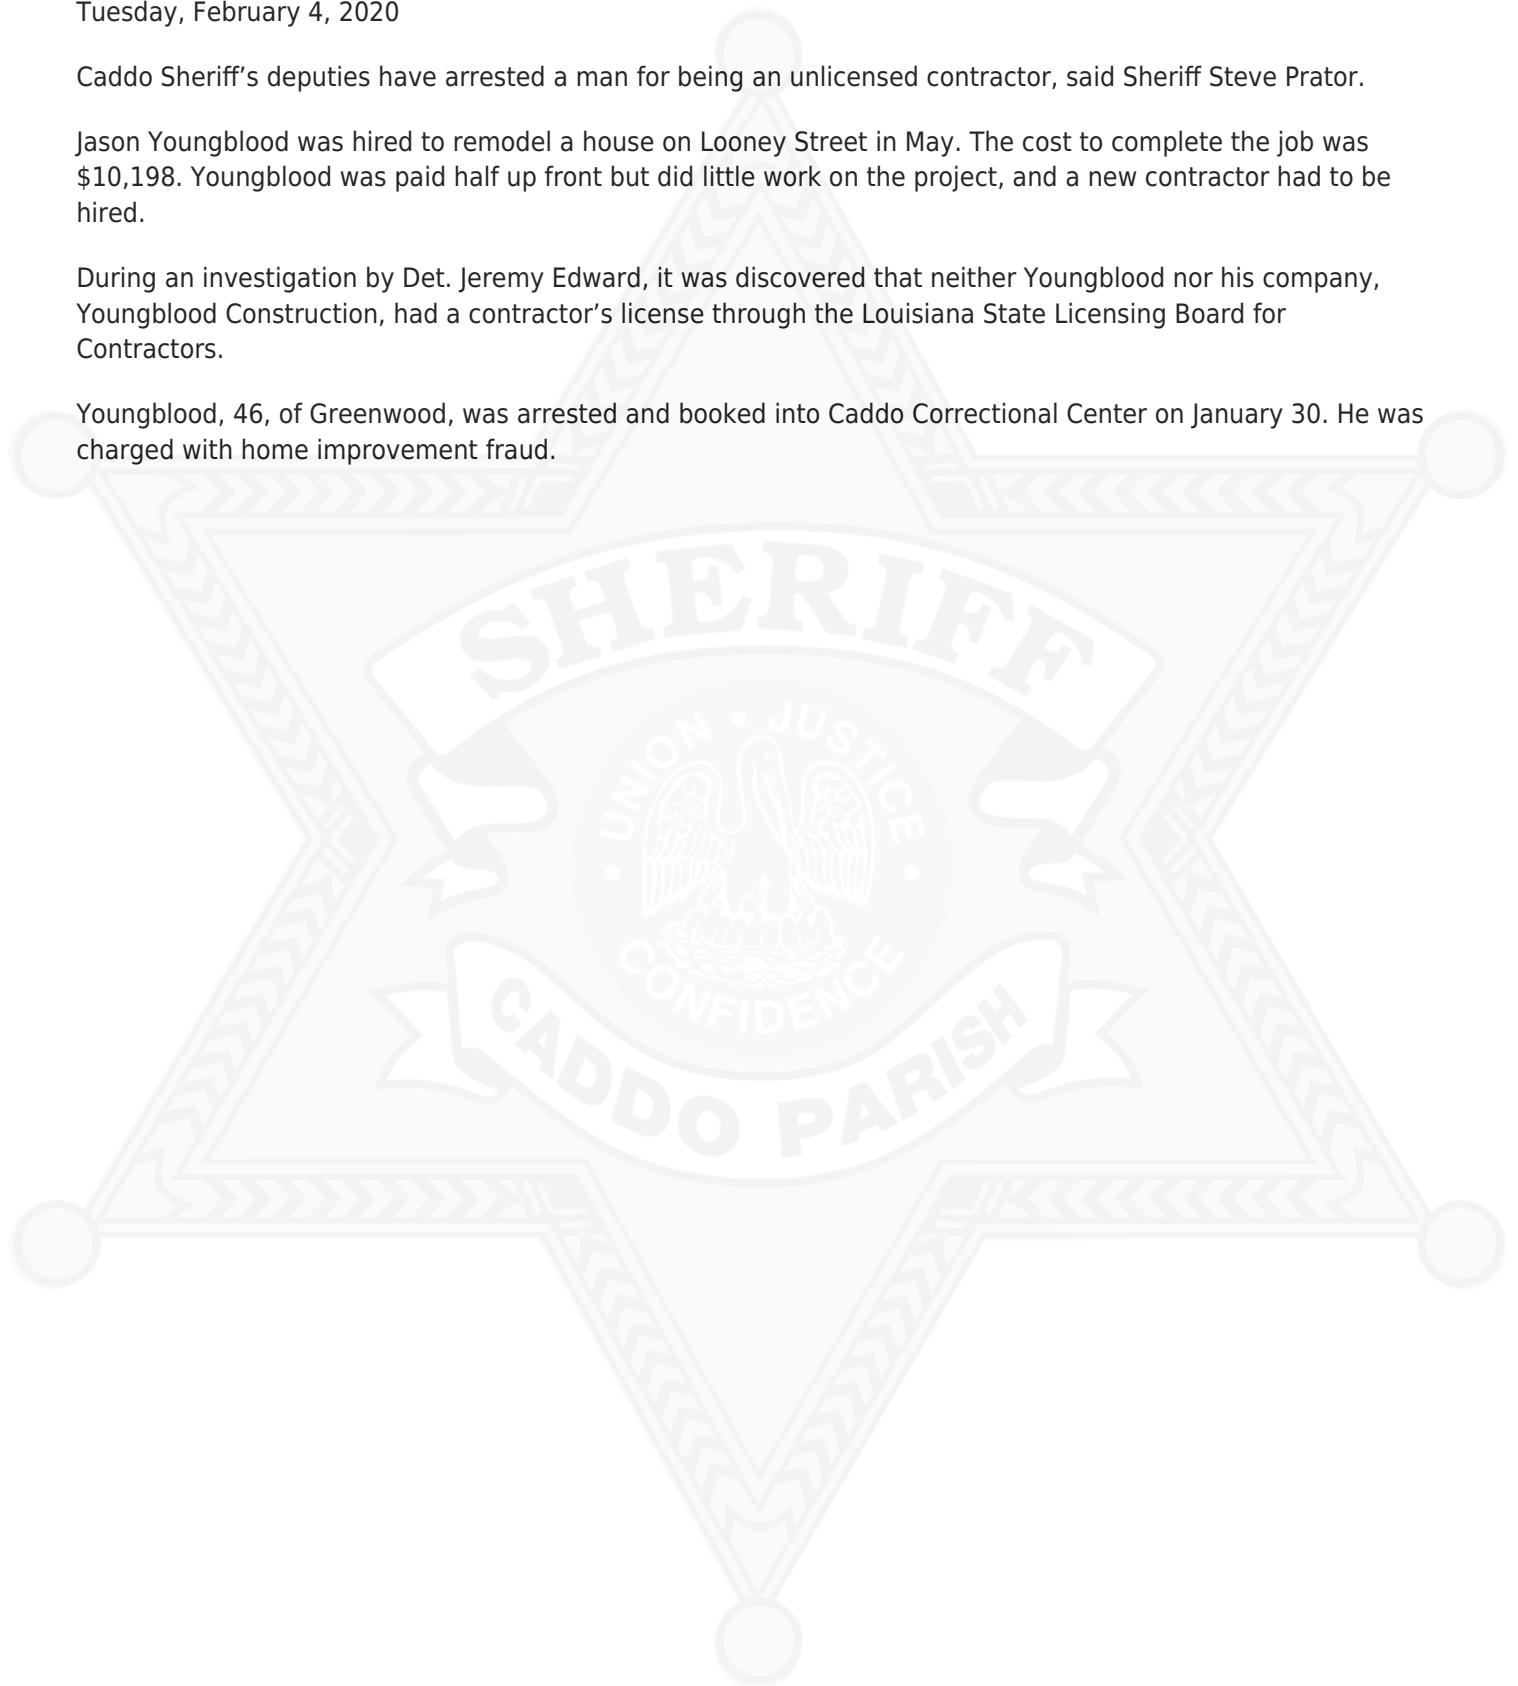 Tuesday, February 4, 2020
Caddo Sheriff’s deputies have arrested a man for being an unlicensed contractor, said Sheriff Steve Prator.
Jason Youngblood was hired to remodel a house on Looney Street in May. The cost to complete the job was
$10,198. Youngblood was paid half up front but did little work on the project, and a new contractor had to be
hired.
During an investigation by Det. Jeremy Edward, it was discovered that neither Youngblood nor his company,
Youngblood Construction, had a contractor’s license through the Louisiana State Licensing Board for
Contractors.
Youngblood, 46, of Greenwood, was arrested and booked into Caddo Correctional Center on January 30. He was
charged with home improvement fraud.
SHERIFF
UNION • JUSTICE
• CONFIDENCE •
CADDO PARISH